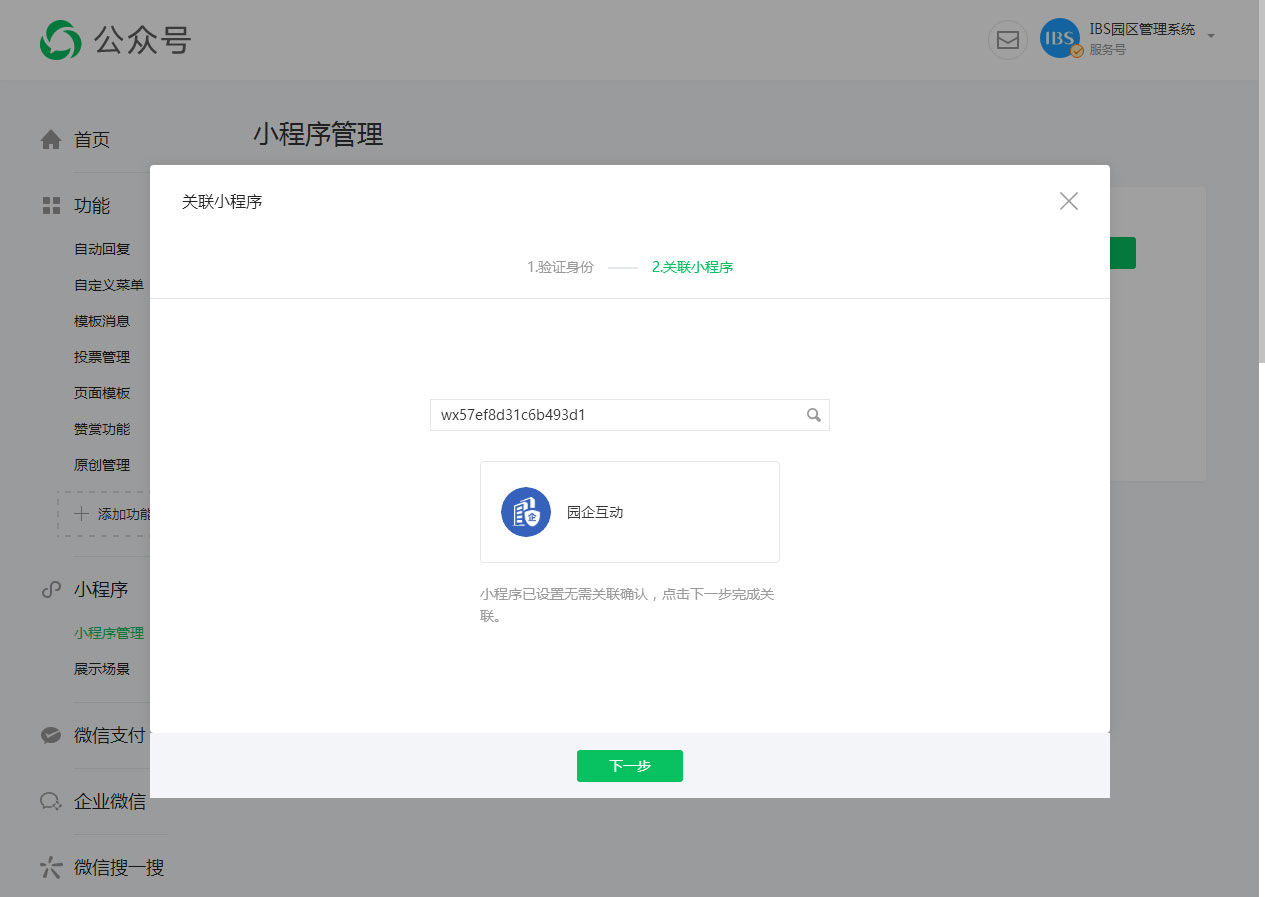 公众号
IBS
IBS园区管理系统
服务号
首页
小程序管理
功能
自动回复
自定义菜单
模板消息
投票管理
页面模板
赞赏功能
原创管理
添加功能
小程序
小程序管理
展示场景
微信支付
企业微信
微信搜一搜
关联小程序
1.验证身份
2.关联小程序
wx57ef8d31c6b493d1
企
园企互动
小程序已设置无需关联确认，点击下一步完成关
联。
下一步